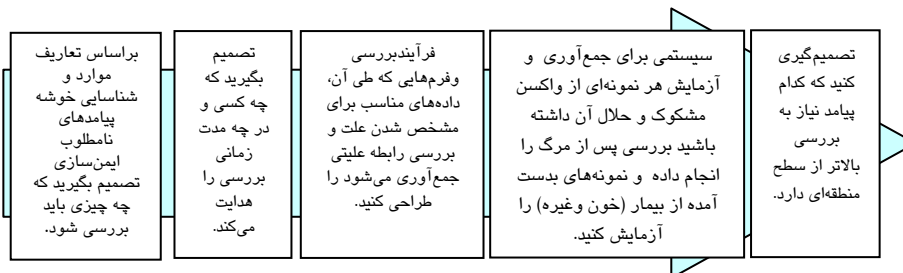 براساس تعاریف
موارد و
شناسایی خوشه
پیامدهای
نامطلوب
ایمن‌سازی
تصمیم بگیرید که
چه چیزی باید
بررسی شود.
تصمیم
بگیرید که
چه کسی و
در چه مدت
زمانی
بررسی را
هدایت
می‌کند.
فرآیندبررسی
وفرم‌هایی که طی آن،
داده‌های مناسب برای
مشخص شدن علت و
بررسی رابطه علیتی
جمع‌آوری می‌شود را
طراحی کنید.
سیستمی برای جمع‌آوری و
آزمایش هر نمونه‌ای از واکسن
مشکوک و حلال آن داشته
باشید بررسی پس از مرگ را
انجام داده و نمونه‌های بدست
آمده از بیمار (خون وغیره) را
آزمایش کنید.
تصمیم‌گیری
کنید که کدام
پیامد نیاز به
بررسی
بالاتر از سطح
منطقه‌ای دارد.